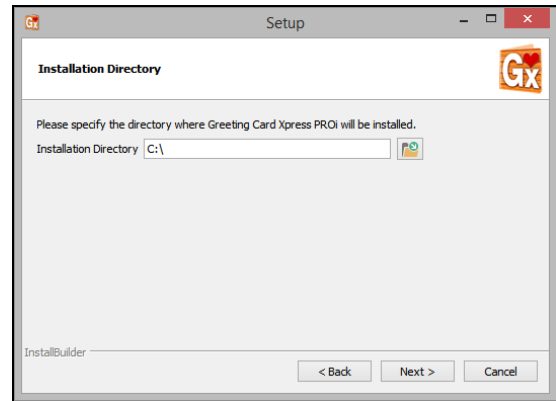 Gx
Setup
Installation Directory
Gx
Please specify the directory where Greeting Card Xpress PROi will be installed.
Installation Directory C:\
InstallBuilder
< Back Next > Cancel